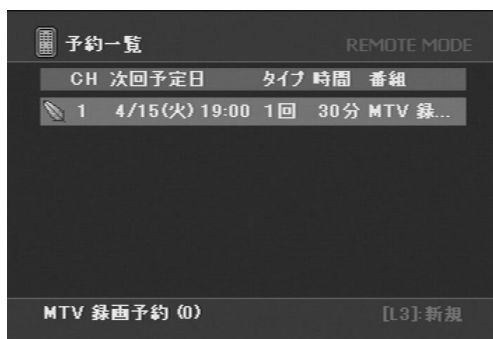 予約一覧 REMOTE MODE
CH 次回予定日 タイプ 時間 番組
1 4/15(火) 19:00 1回 30分 MTV 録...
MTV 録画予約 (0) [L3]:新規